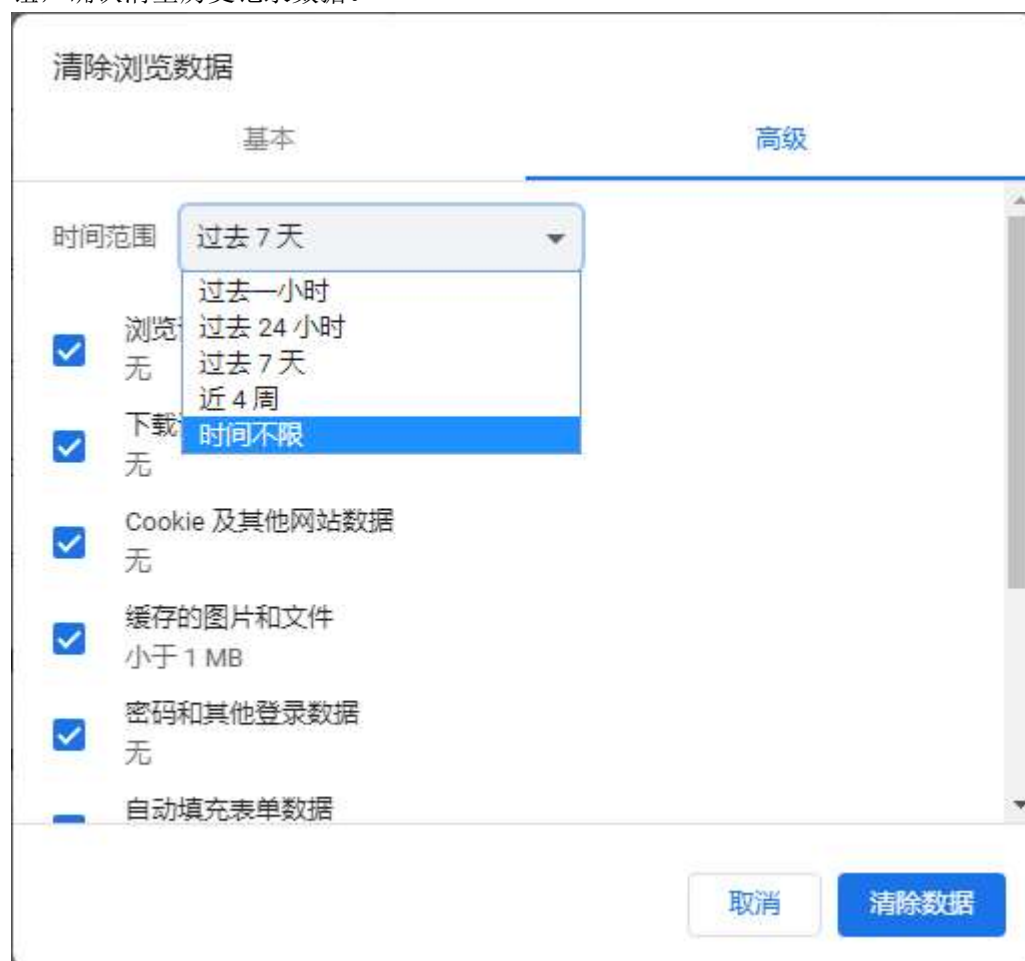 清除浏览数据
基本
高级
时间范围
过去 7 天
过去一小时
过去 24 小时
过去 7 天
近 4 周
时间不限
浏览
无
下载
无
Cookie 及其他网站数据
无
缓存的图片和文件
小于 1 MB
密码和其他登录数据
无
自动填充表单数据
取消
清除数据